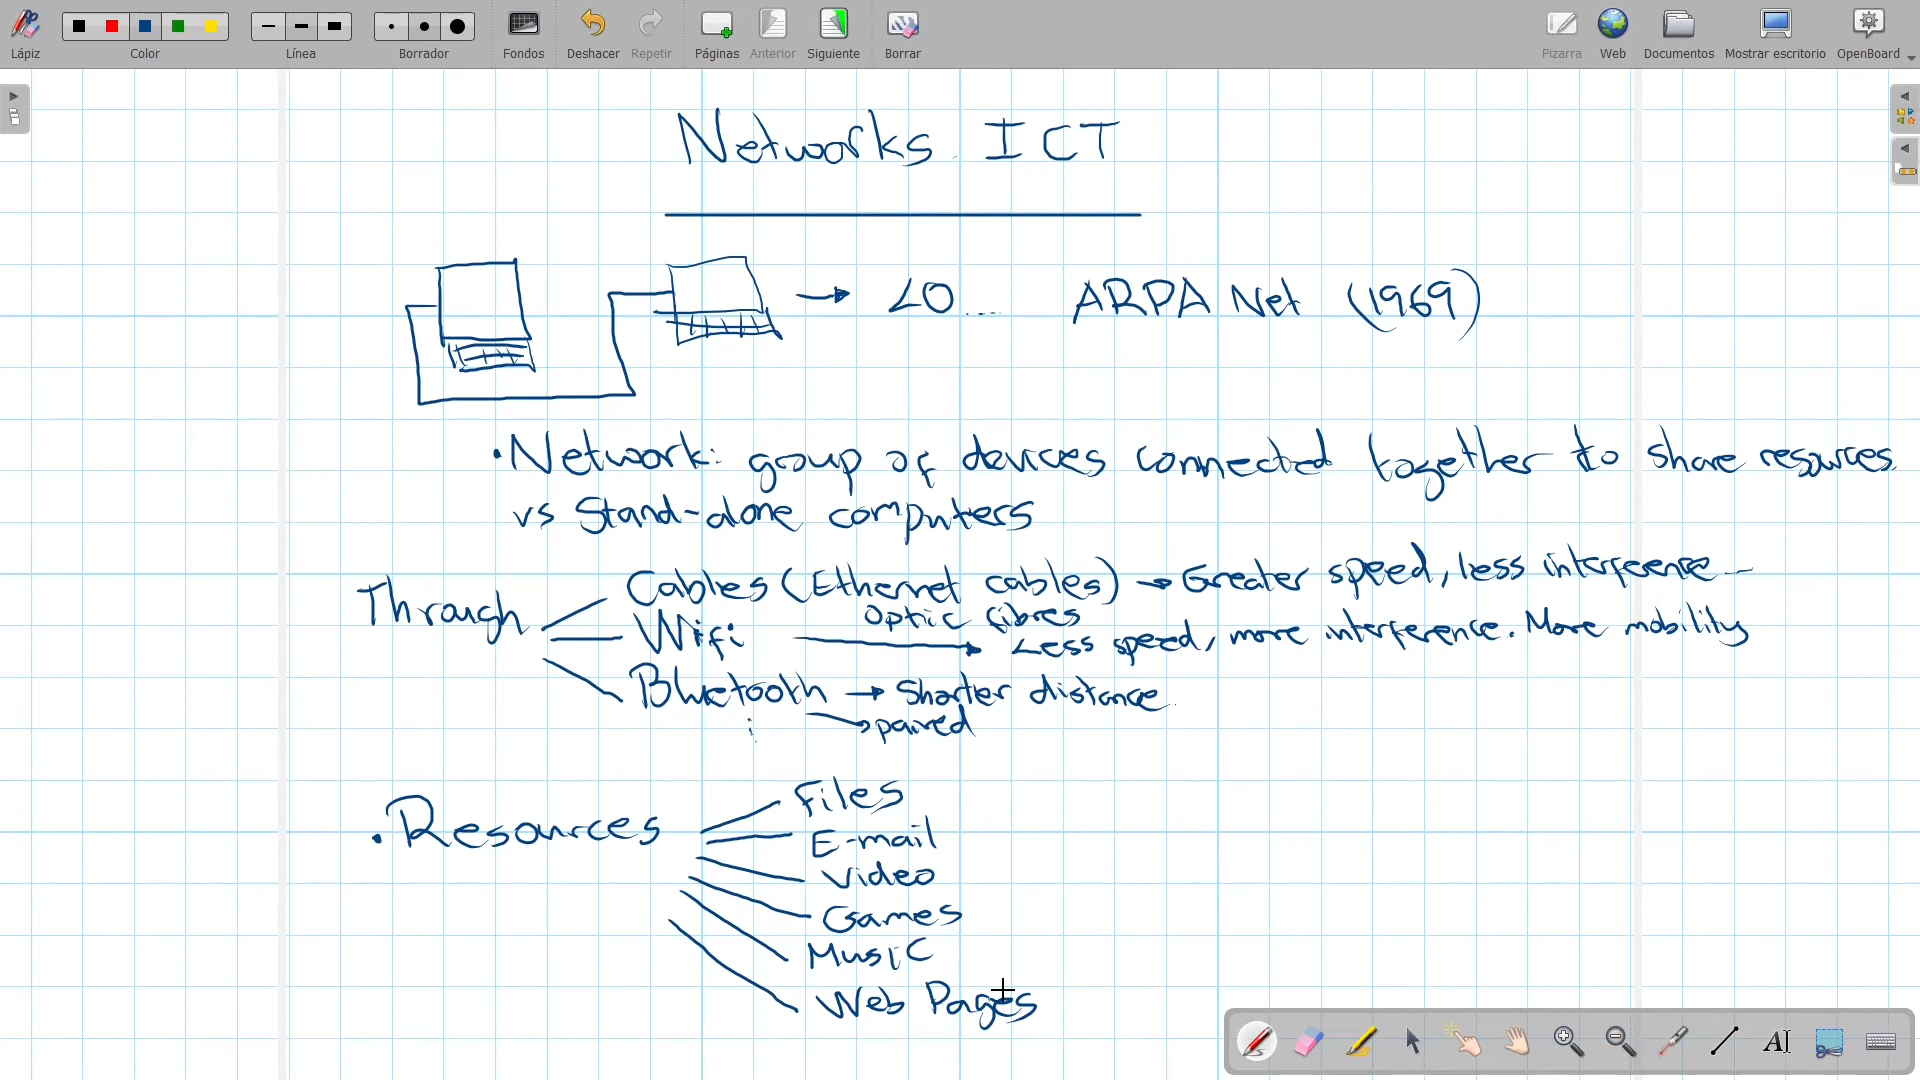 Lápiz Color Línea Borrador Fondos Deshacer Repetir Páginas Anterior Siguiente Borrar Pizarra Web Documentos Mostrar escritorio OpenBoard
Networks. ICT
LO.... ARPA Net (1969)
• Network: group of devices connected together to share resources.
vs Stand-alone computers
Through
Cables (Ethernet cables) → Greater speed, less interference
Optic fibres
Wifi → Less speed, more interference. More mobility
Bluetooth → Shorter distance.
→ paired
• Resources
Files
E-mail
Video
Games
Music
Web Pages